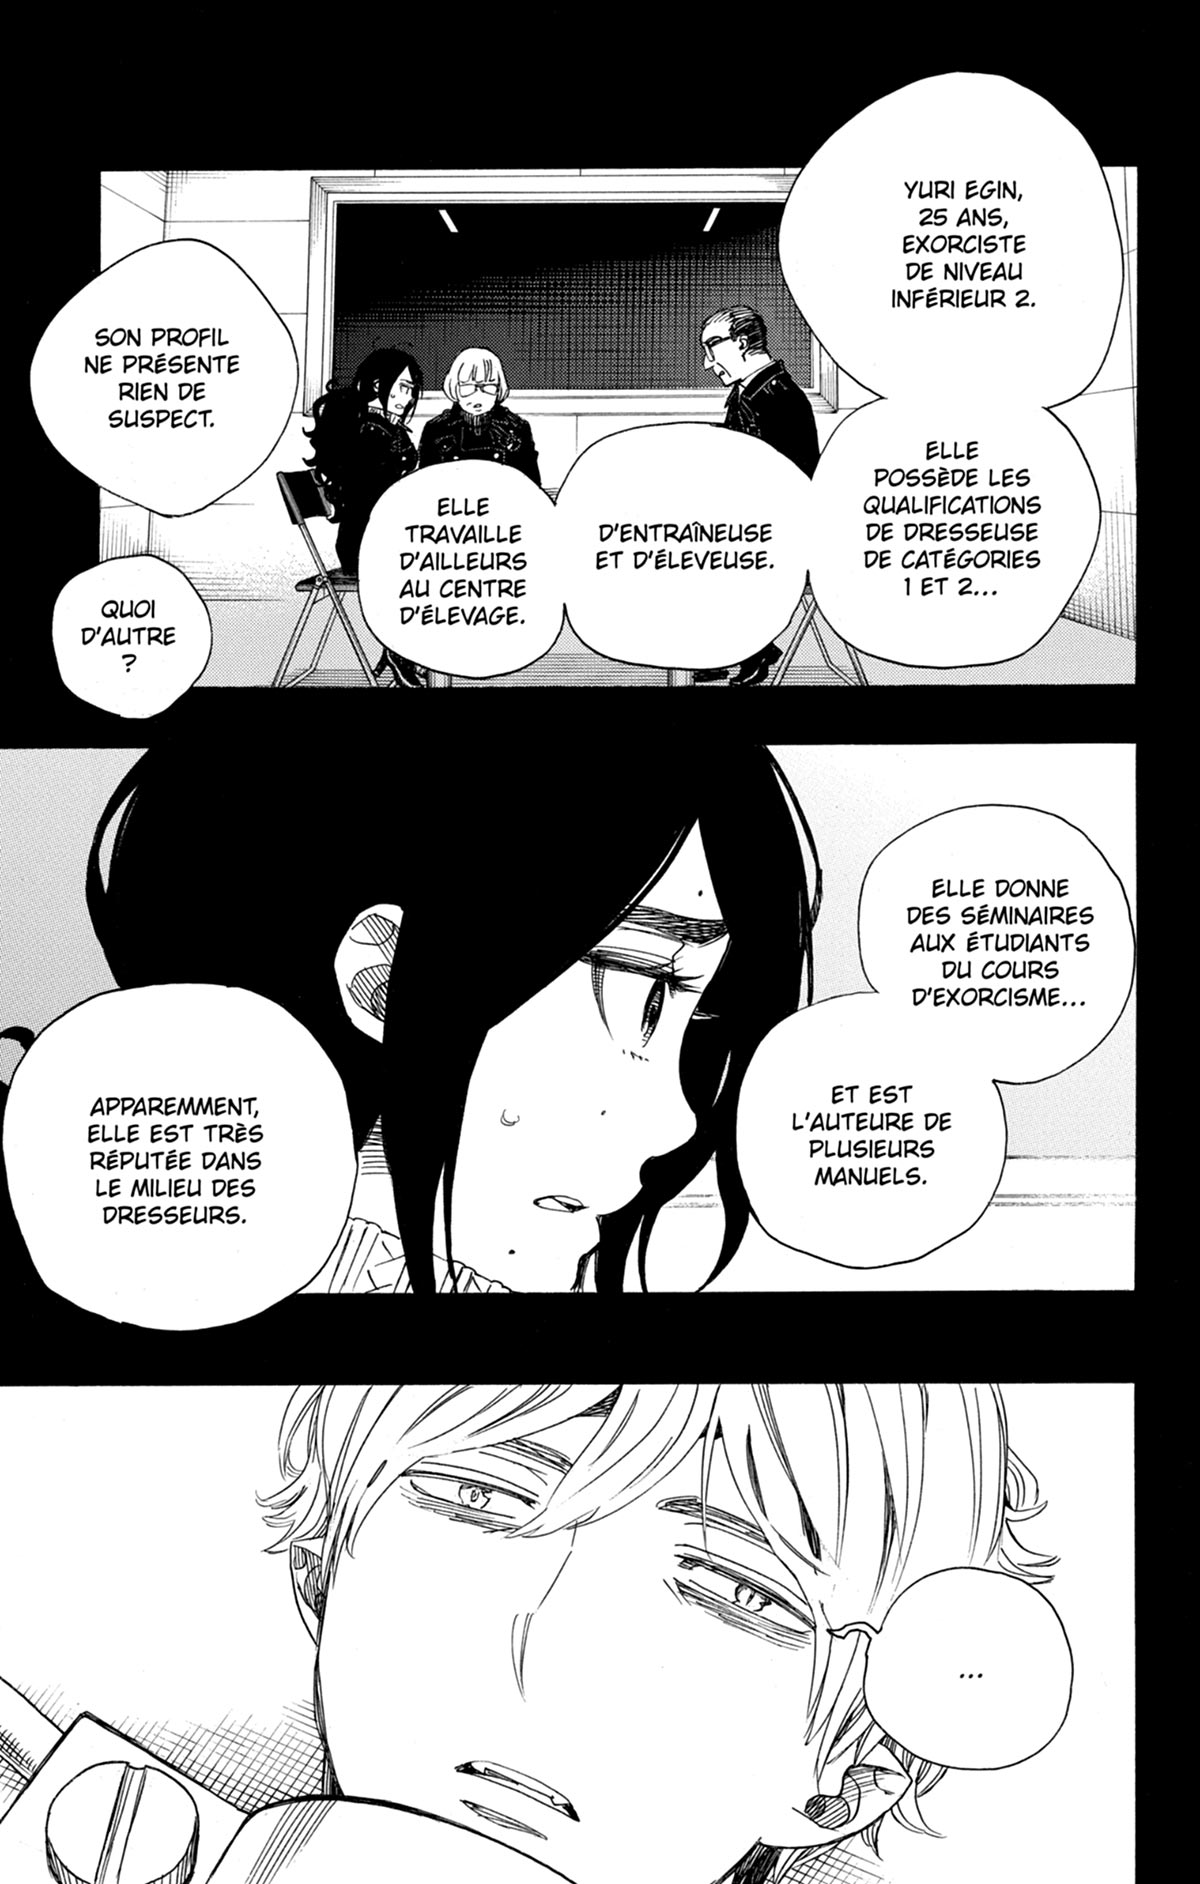 YURI EGIN,
25 ANS,
EXORCISTE
DE NIVEAU
INFÉRIEUR 2.
ELLE
POSSÈDE LES
QUALIFICATIONS
DE DRESSEUSE
DE CATÉGORIES
1 ET 2...
D'ENTRAÎNEUSE
ET D'ÉLEVEUSE.
ELLE
TRAVAILLE
D'AILLEURS
AU CENTRE
D'ÉLEVAGE.
SON PROFIL
NE PRÉSENTE
RIEN DE
SUSPECT.
QUOI
D'AUTRE
?
ELLE DONNE
DES SÉMINAIRES
AUX ÉTUDIANTS
DU COURS
D'EXORCISME...
ET EST
L'AUTEURE DE
PLUSIEURS
MANUELS.
APPAREMMENT,
ELLE EST TRÈS
RÉPUTÉE DANS
LE MILIEU DES
DRESSEURS.
...